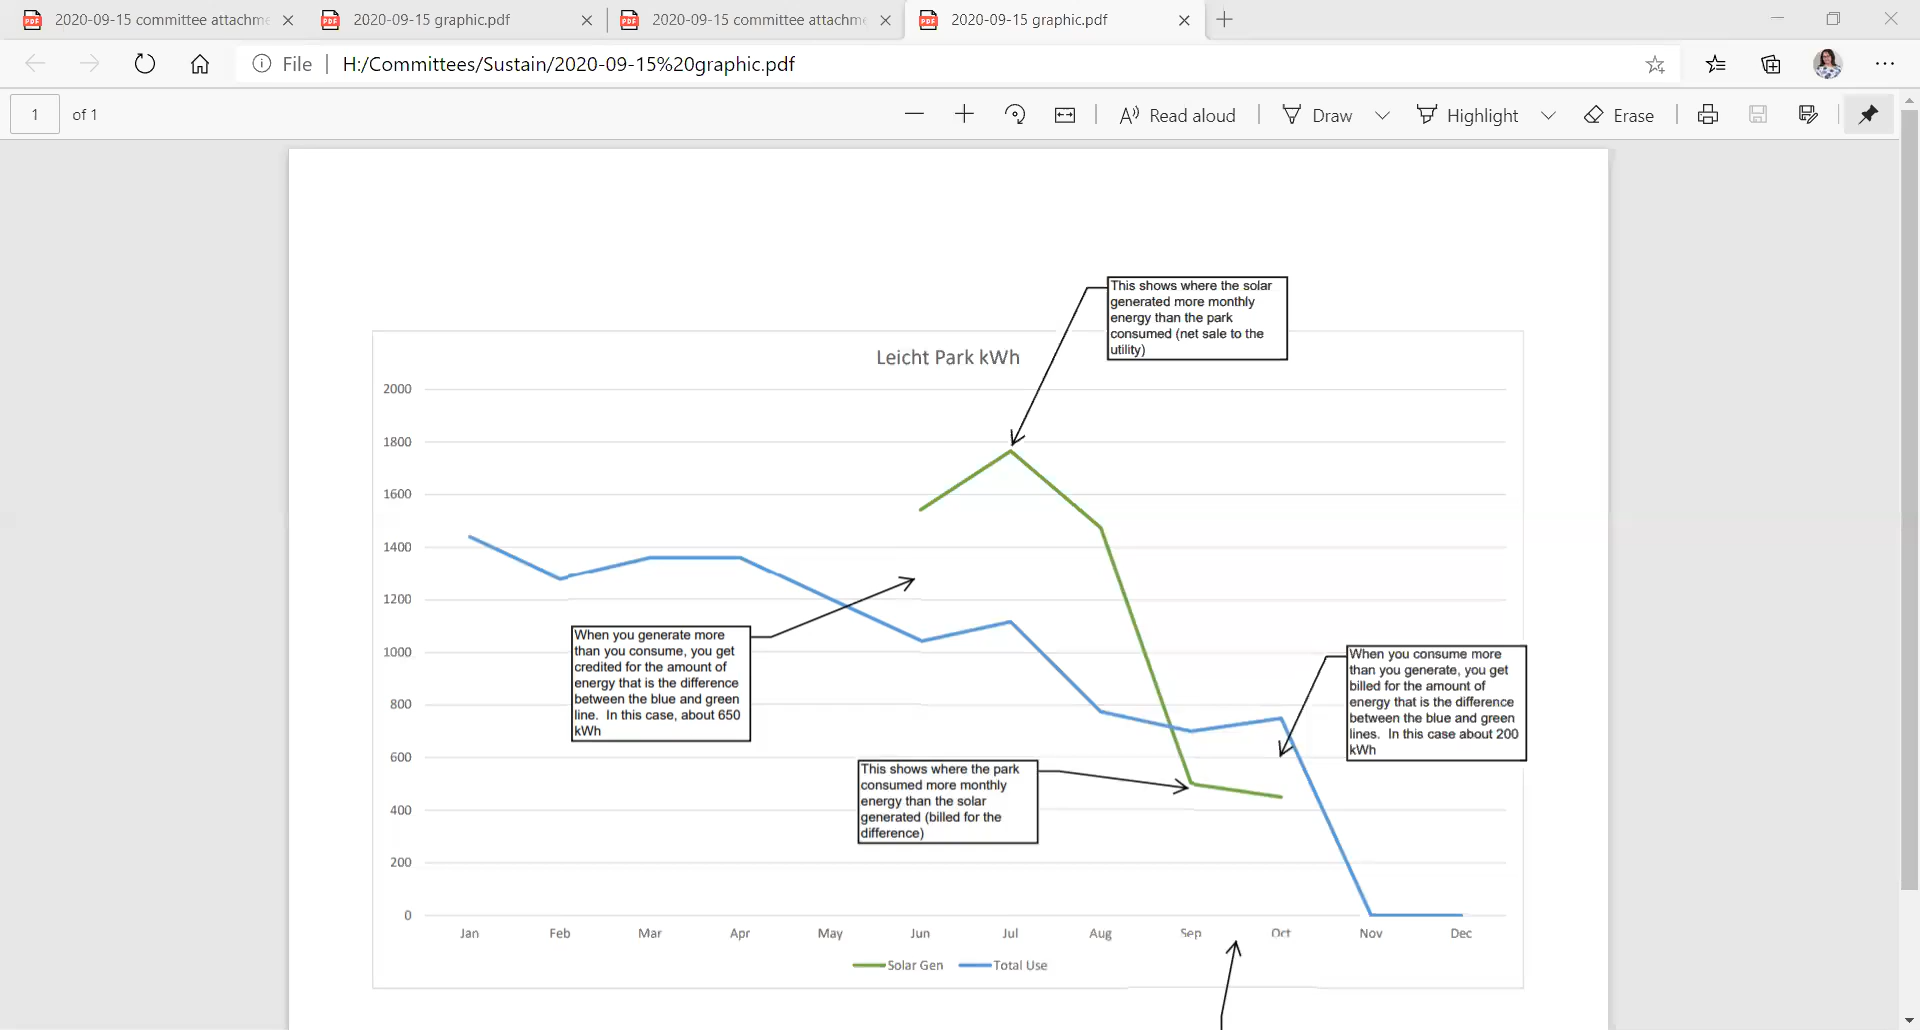 2020-09-15 committee attachme
2020-09-15 graphic.pdf
2020-09-15 committee attachme
2020-09-15 graphic.pdf
File
H:/Committees/Sustain/2020-09-15%20graphic.pdf
1 of 1
Read aloud
Draw
Highlight
Erase
This shows where the solar
generated more monthly
energy than the park
consumed (net sale to the
utility)
Leicht Park kWh
2000
1800
1600
1400
1200
1000
800
600
400
200
0
When you generate more
than you consume, you get
credited for the amount of
energy that is the difference
between the blue and green
line. In this case, about 650
kWh
When you consume more
than you generate, you get
billed for the amount of
energy that is the difference
between the blue and green
lines. In this case about 200
kWh
This shows where the park
consumed more monthly
energy than the solar
generated (billed for the
difference)
Jan Feb Mar Apr May Jun Jul Aug Sep Oct Nov Dec
Solar Gen Total Use